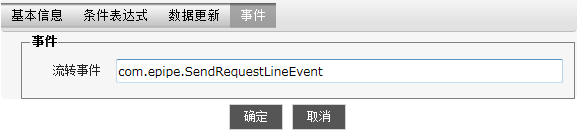 基本信息 条件表达式 数据更新 事件
事件
流转事件 com.epipe.SendRequestLineEvent
确定 取消